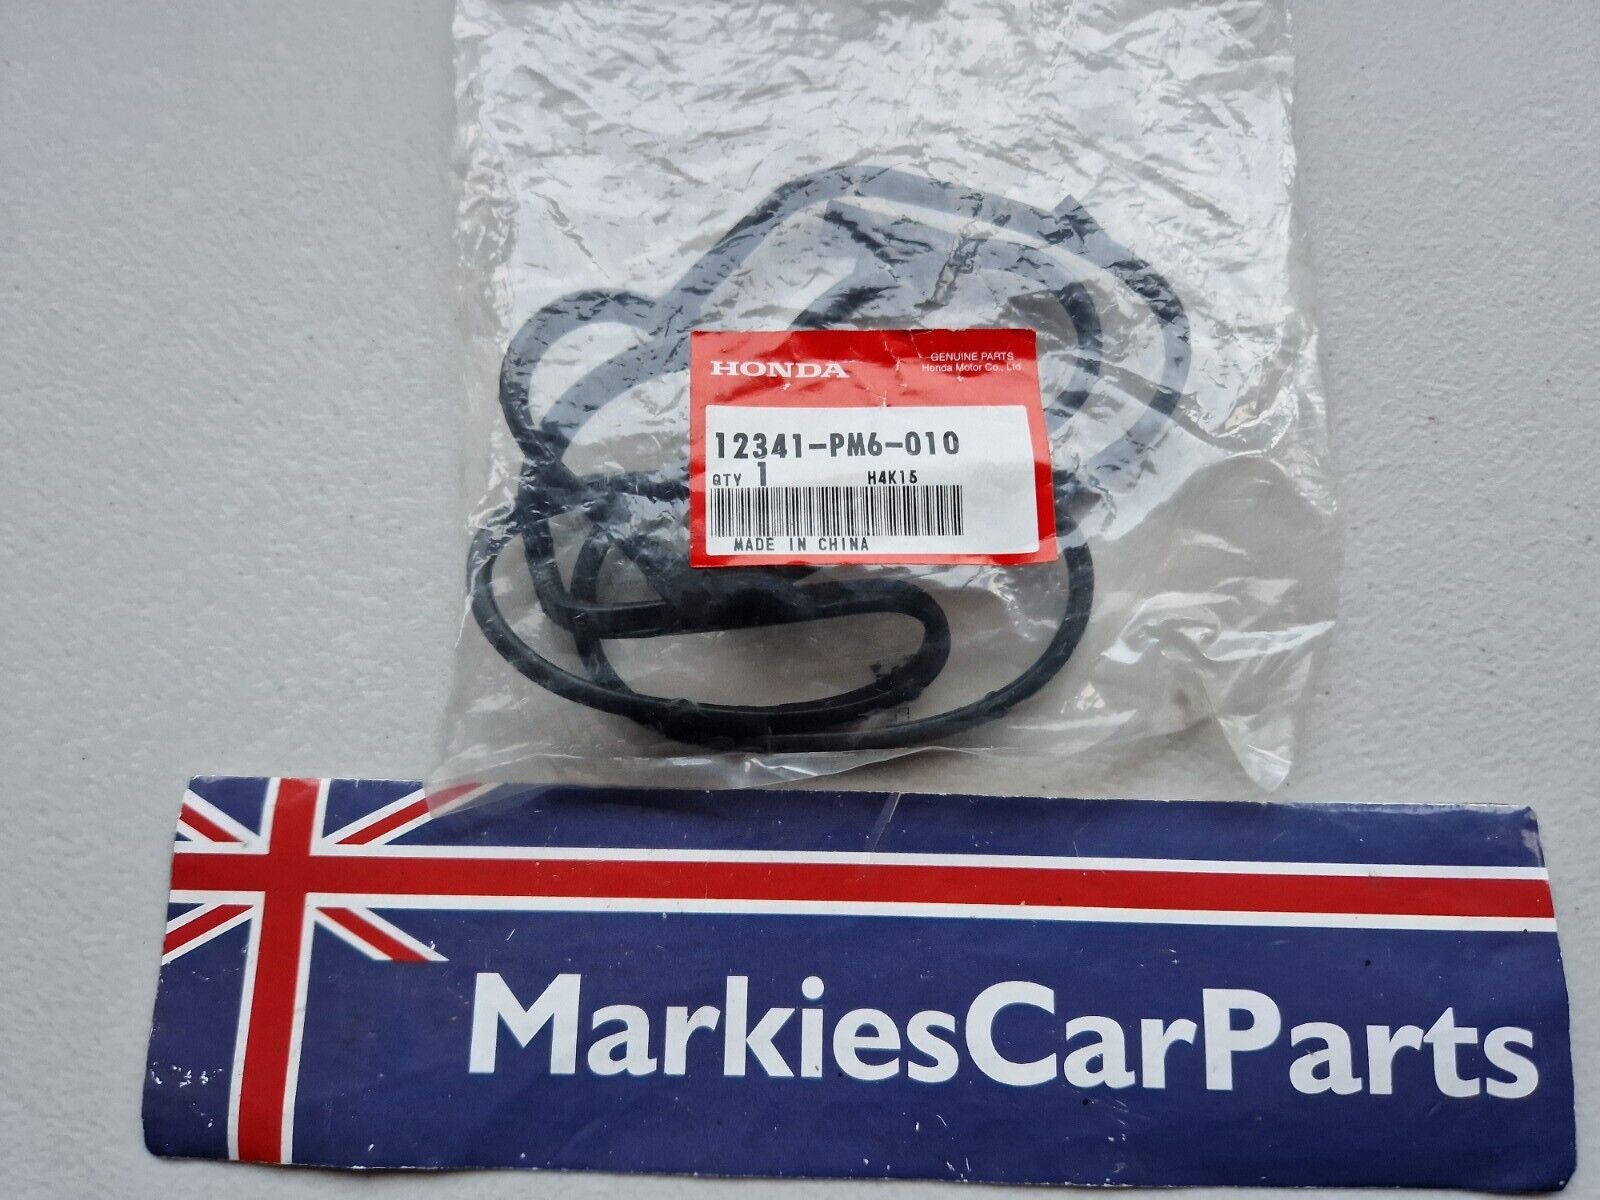 HONDA
GENUINE PARTS
Honda Motor Co., Ltd.
12341-PM6-010
QTY 1 H4K15
MADE IN CHINA
MarkiesCarParts